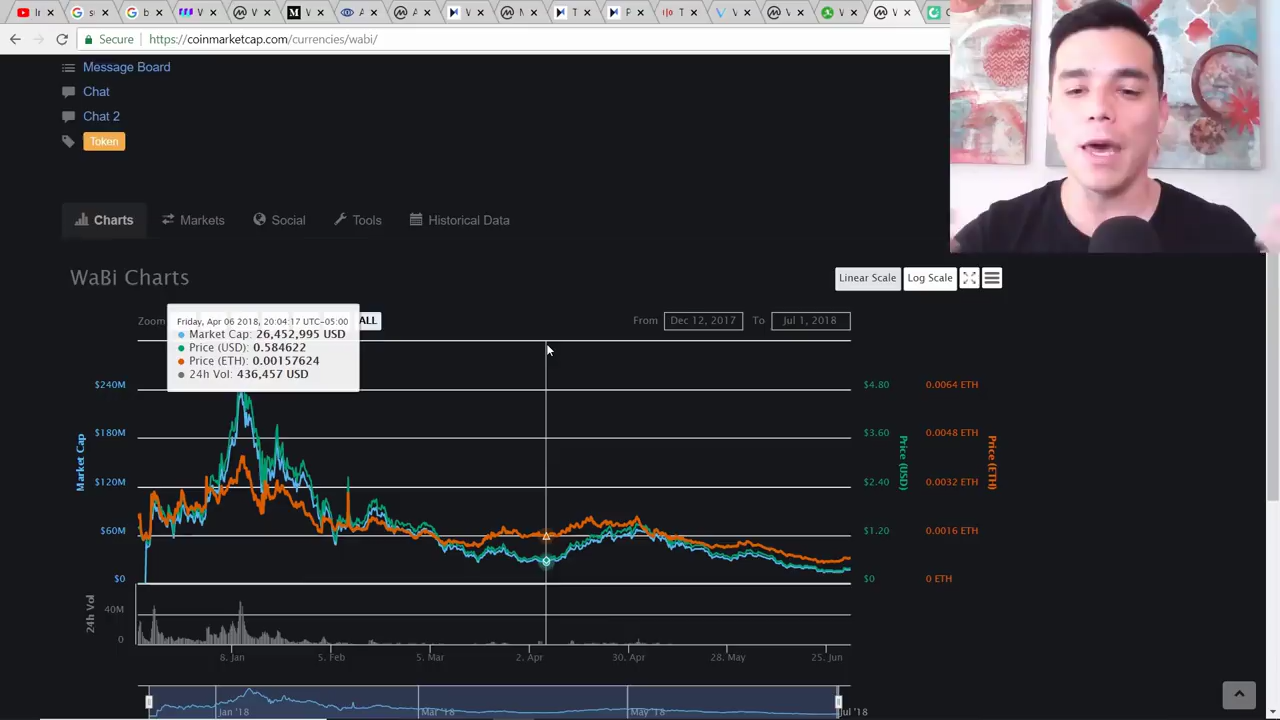 Secure
https://coinmarketcap.com/currencies/wabi/
Message Board
Chat
Chat 2
Token
Charts
Markets
Social
Tools
Historical Data
WaBi Charts
Linear Scale
Log Scale
Zoom
ALL
From
Dec 12, 2017
To
Jul 1, 2018
Friday, Apr 06 2018, 20:04:17 UTC-05:00
Market Cap: 26,452,995 USD
Price (USD): 0.584622
Price (ETH): 0.00157624
24h Vol: 436,457 USD
$240M
$180M
$120M
$60M
$0
Market Cap
$4.80
$3.60
$2.40
$1.20
$0
Price (USD)
0.0064 ETH
0.0048 ETH
0.0032 ETH
0.0016 ETH
0 ETH
Price (ETH)
24h Vol
40M
0
8. Jan
5. Feb
5. Mar
2. Apr
30. Apr
28. May
25. Jun
Jan '18
Mar '18
May '18
Jul '18